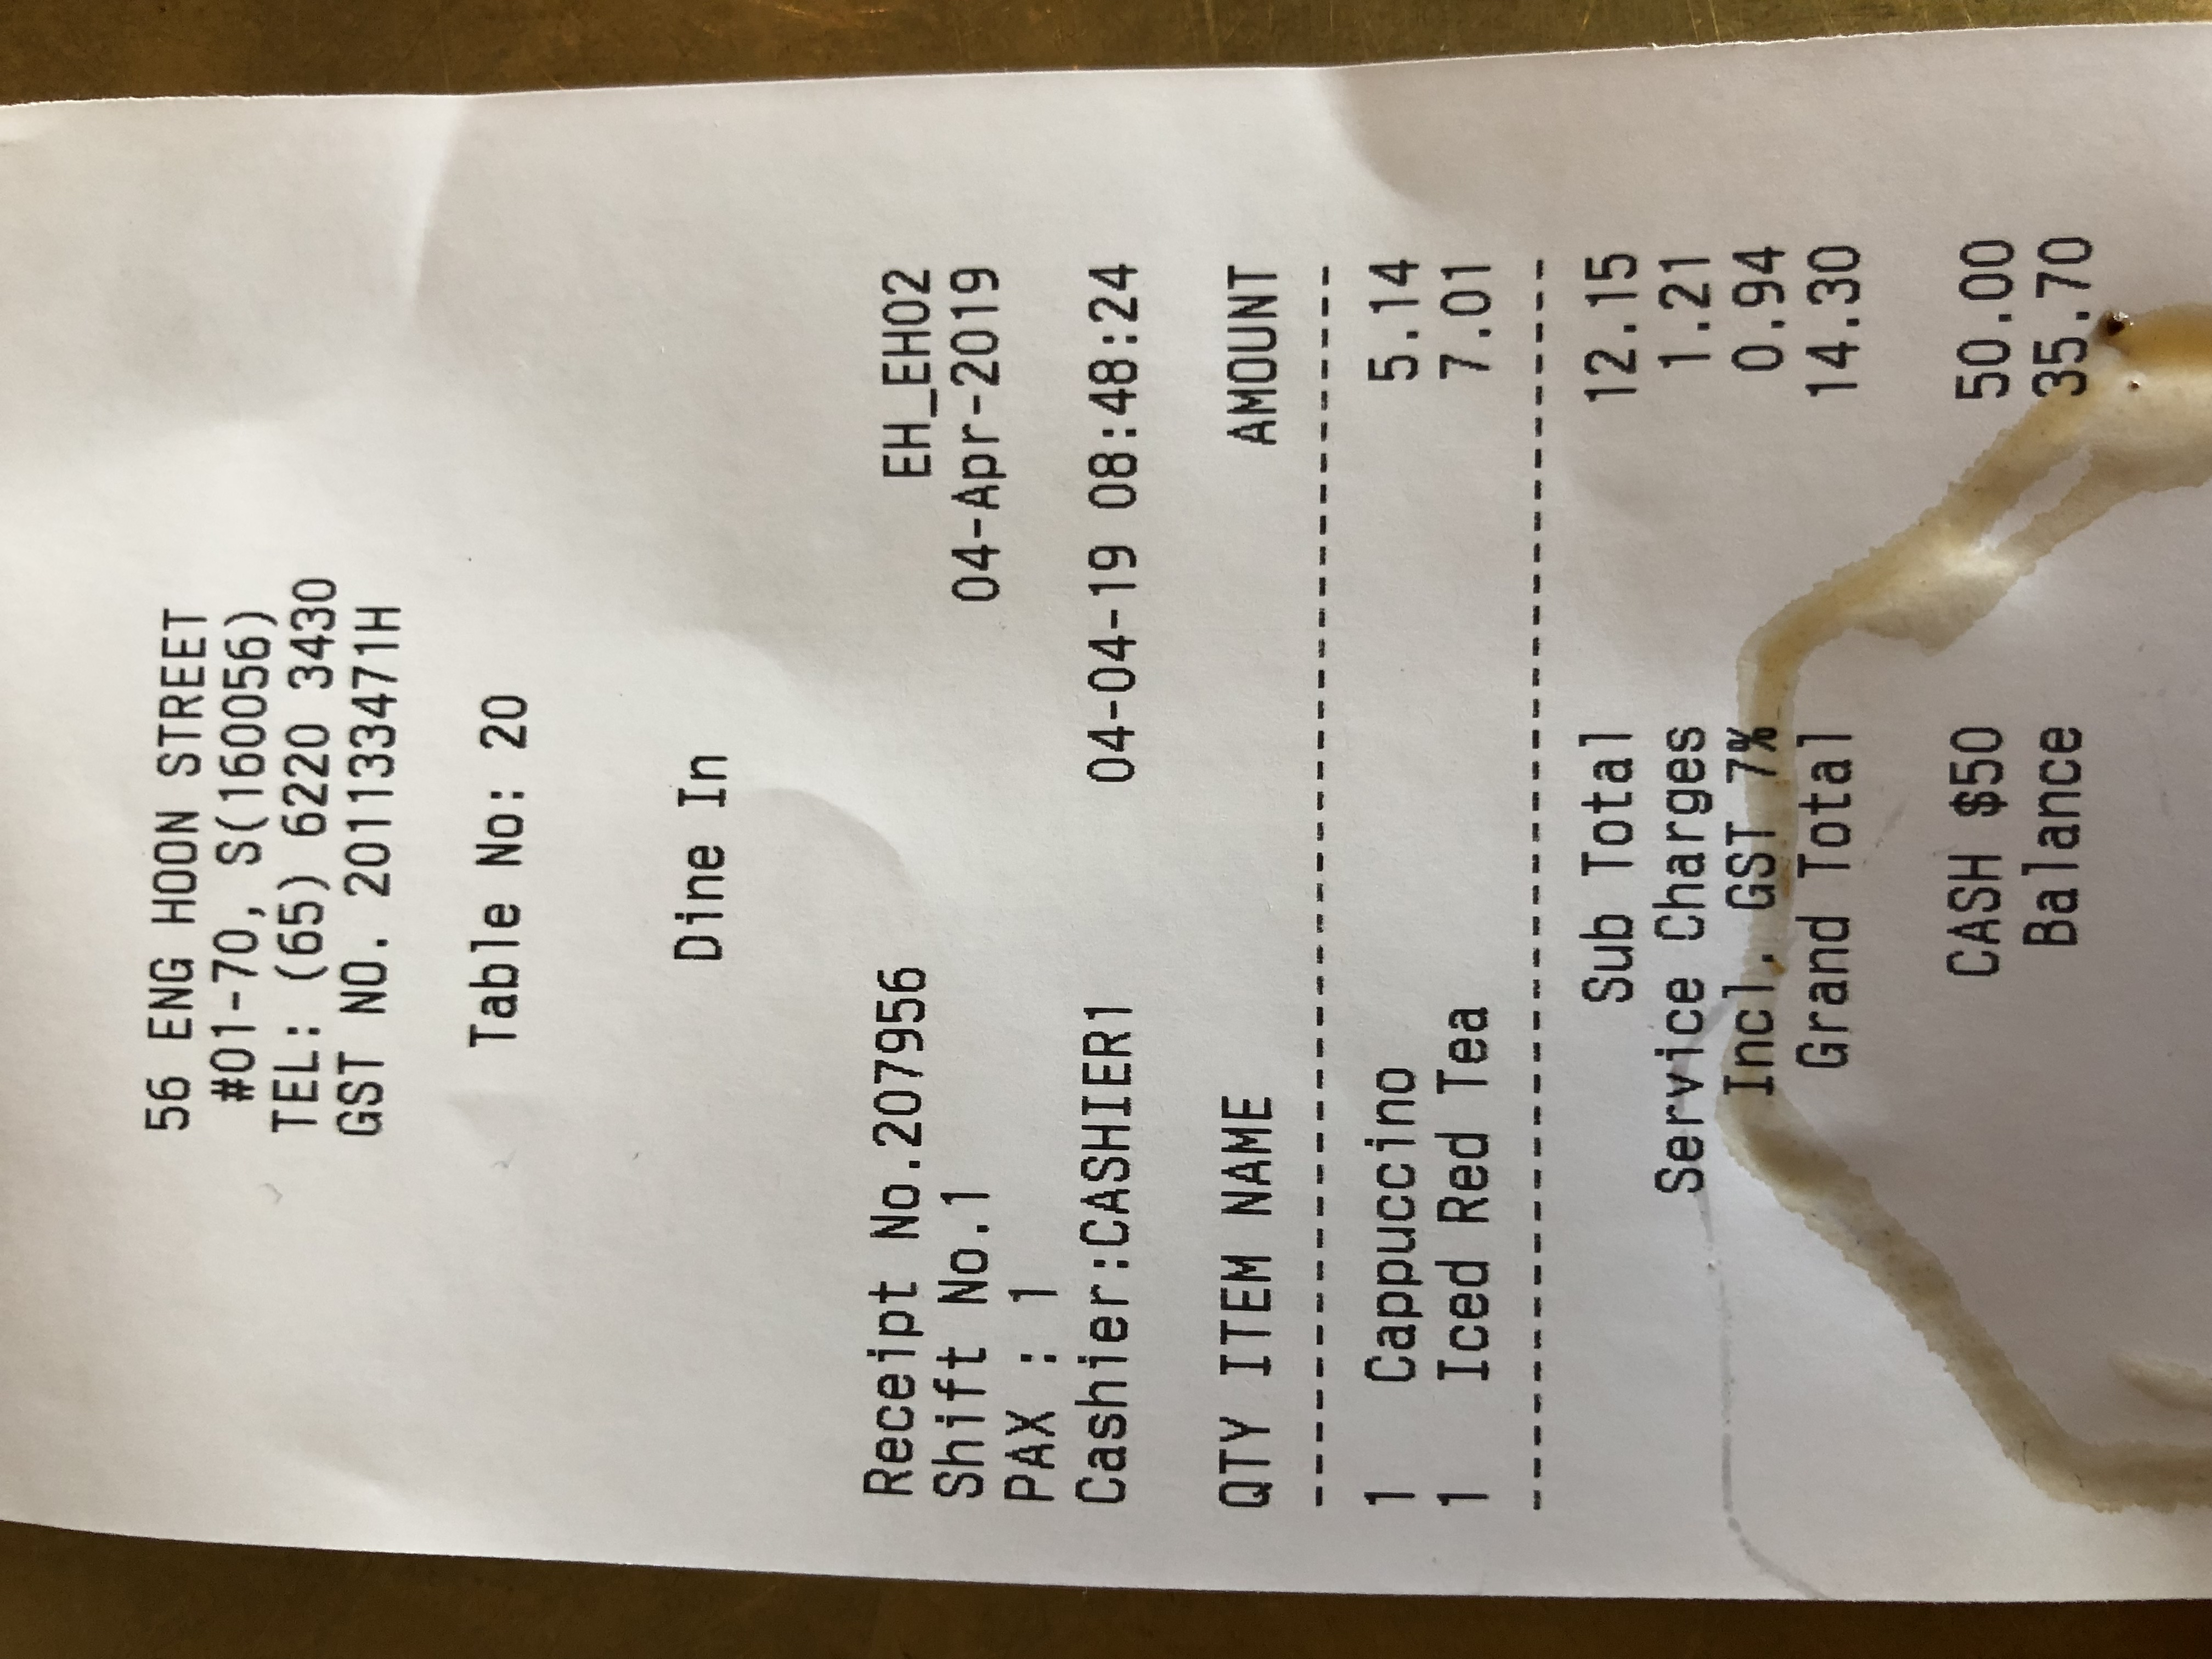 56 ENG HOON STREET
#01-70, S(160056)
TEL: (65) 6220 3430
GST NO. 201133471H
Table No: 20
Dine In
Receipt No.207956 EH_EH02
Shift No.1 04-Apr-2019
PAX : 1
Cashier:CASHIER1 04-04-19 08:48:24
QTY ITEM NAME AMOUNT
--------------------------------
1 Cappuccino 5.14
1 Iced Red Tea 7.01
--------------------------------
Sub Total 12.15
Service Charges 1.21
Incl. GST 7% 0.94
Grand Total 14.30
CASH $50 50.00
Balance 35.70